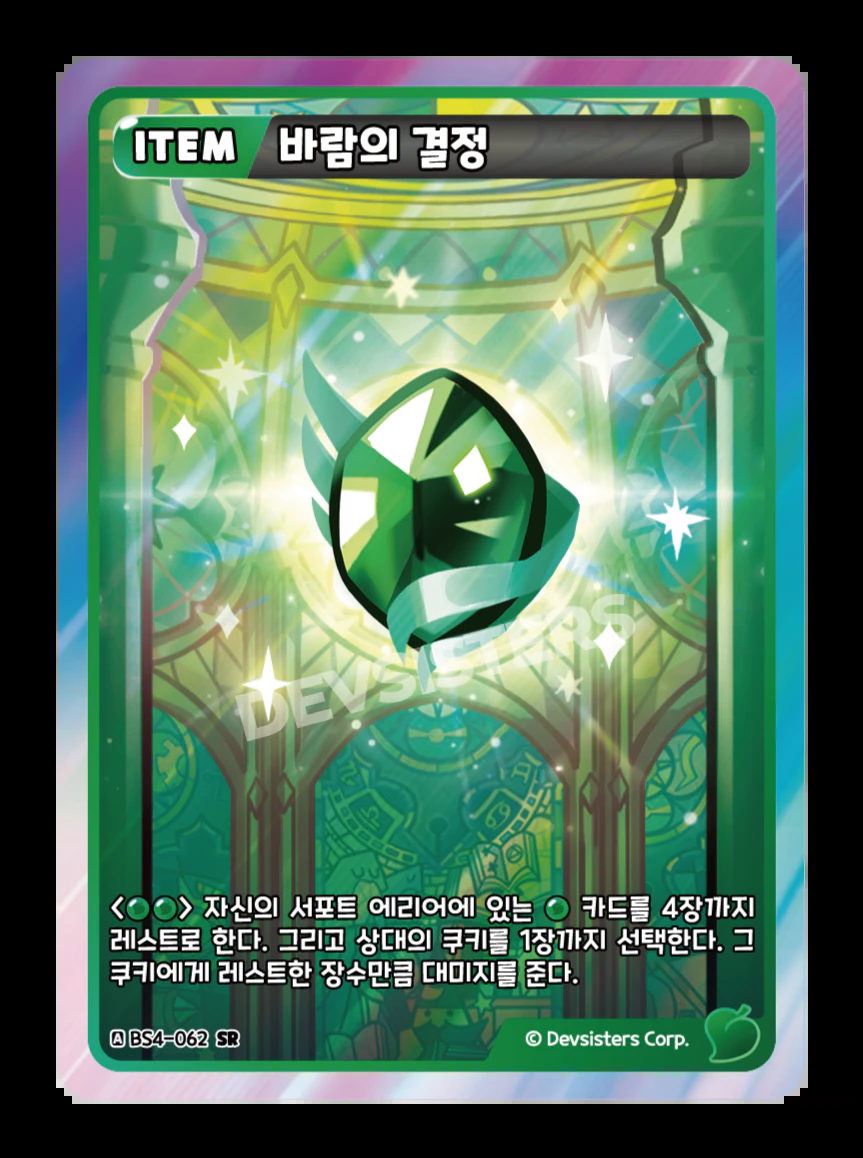 ITEM 바람의 결정
DEVSISTERS
<●●> 자신의 서포트 에리어에 있는 ● 카드를 4장까지
레스트로 한다. 그리고 상대의 쿠키를 1장까지 선택한다. 그
쿠키에게 레스트한 장수만큼 대미지를 준다.
A BS4-062 SR
© Devsisters Corp.